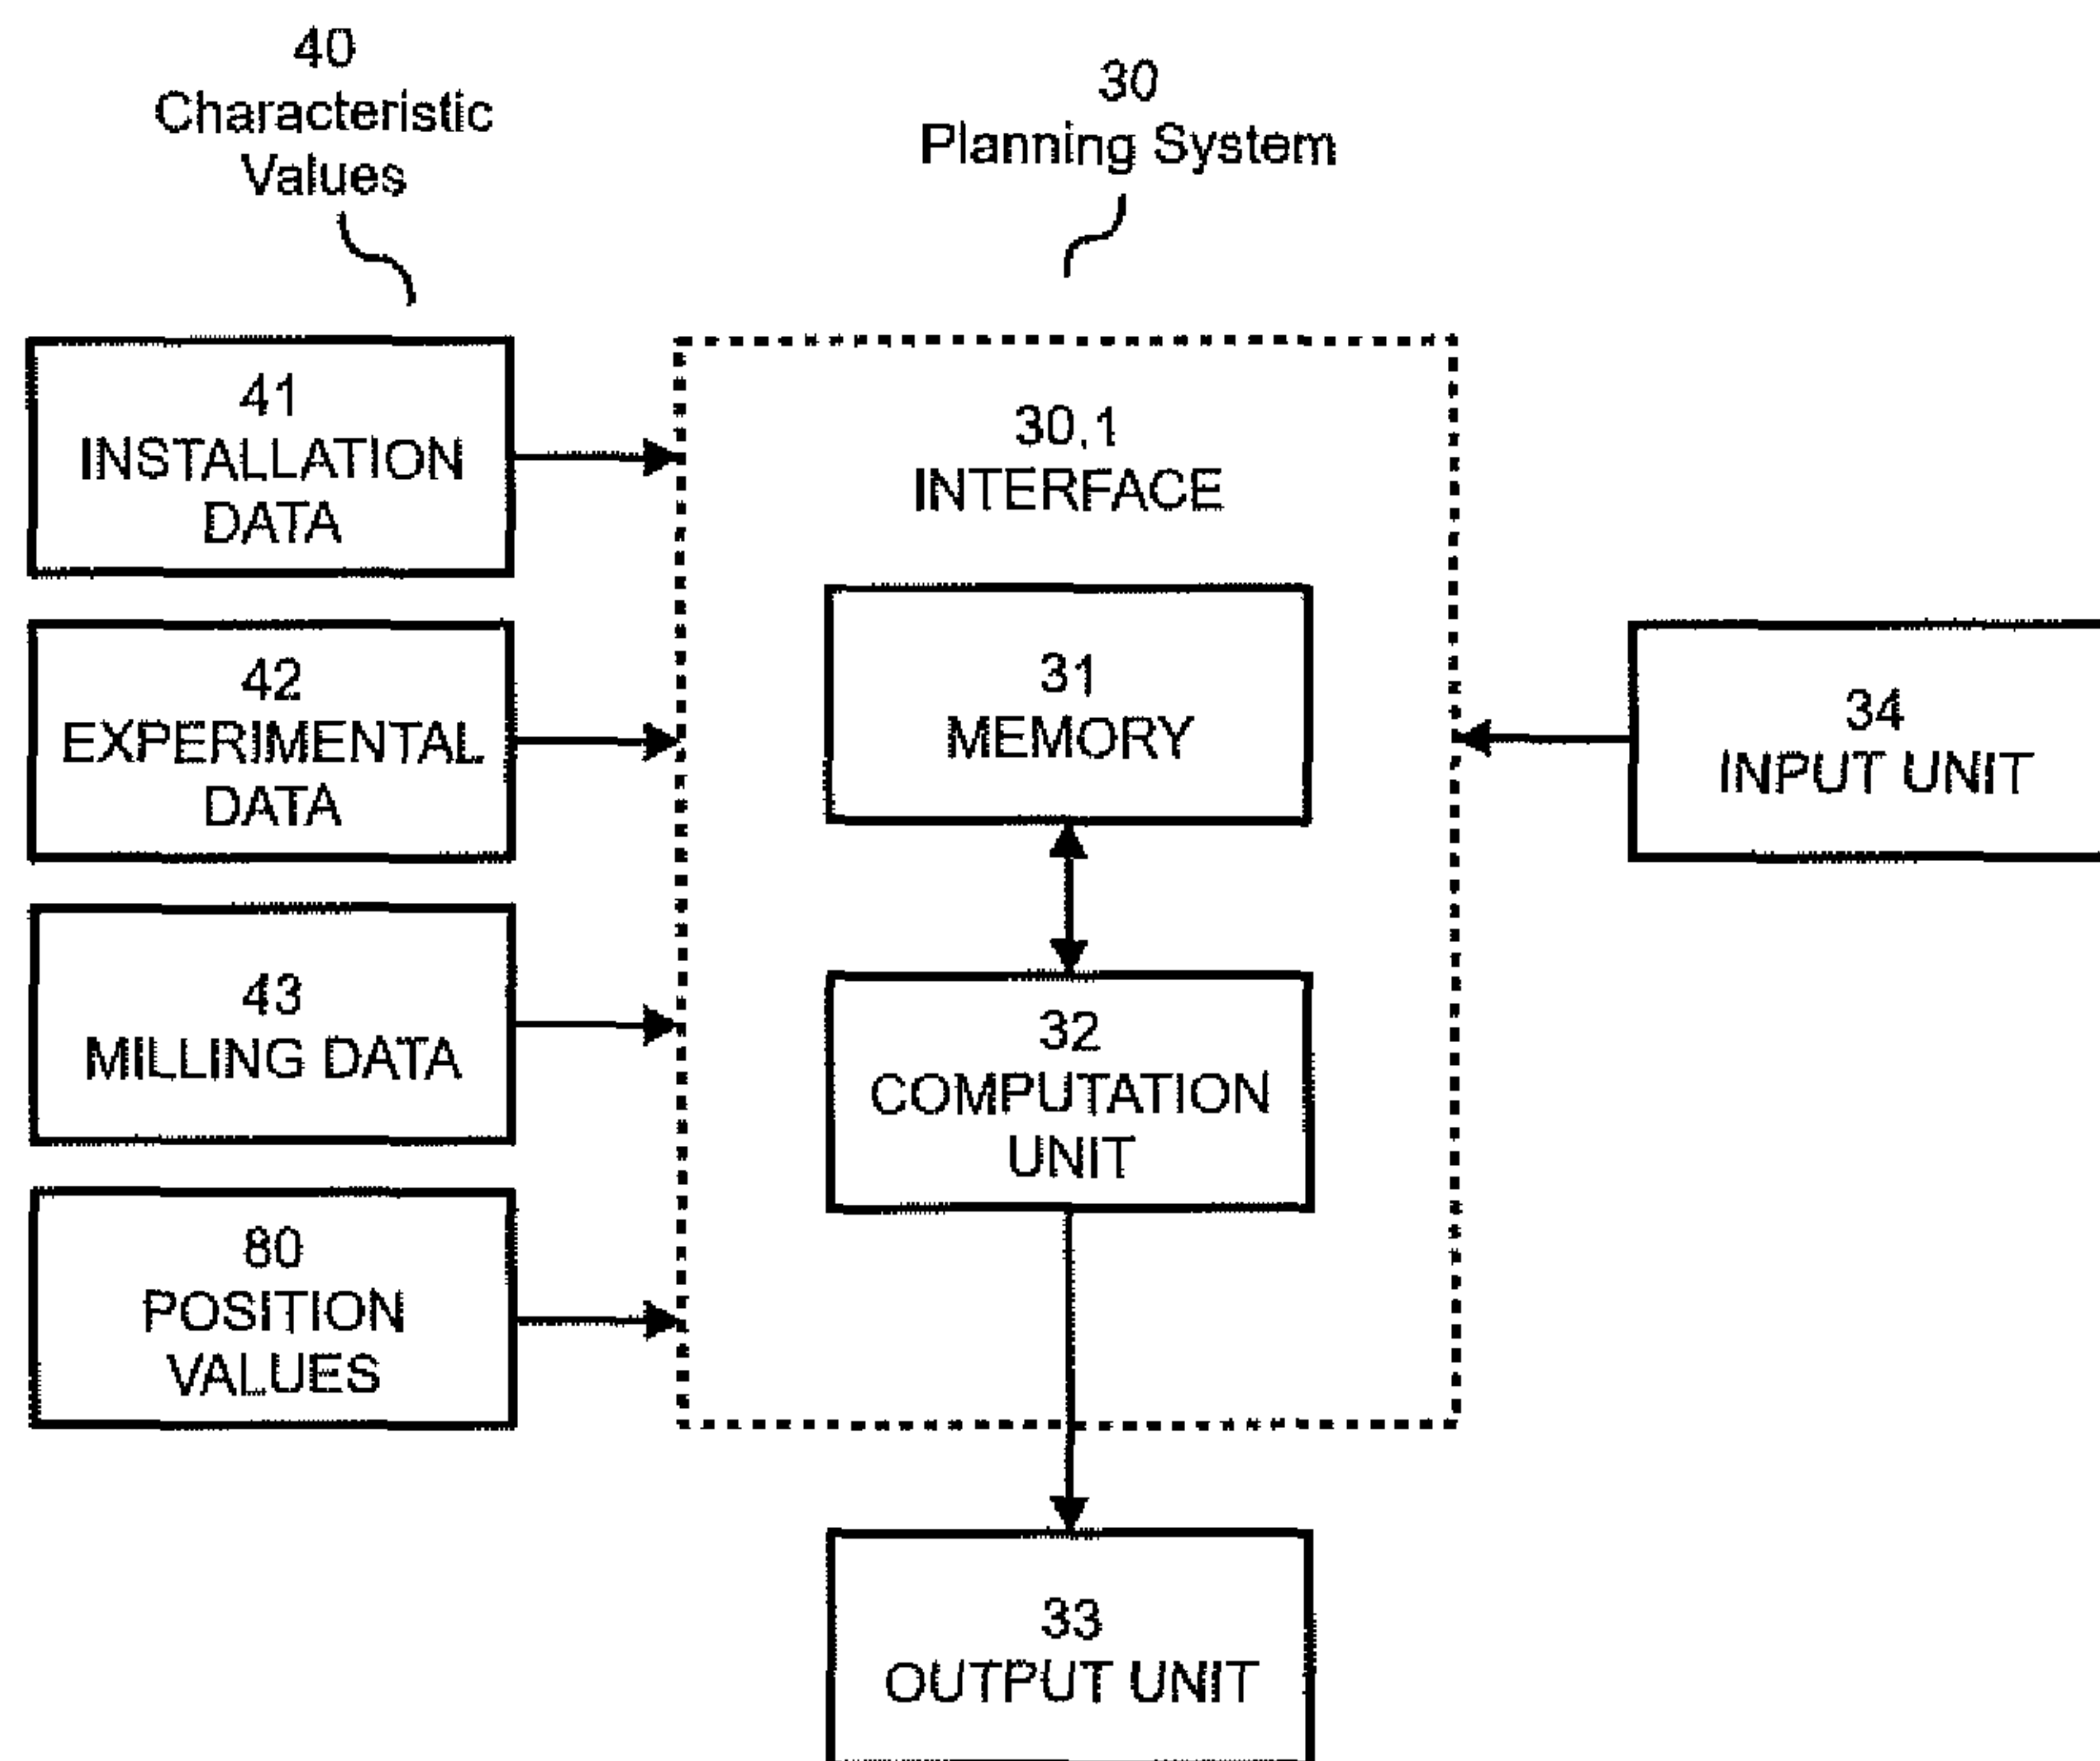 40
Characteristic
Values
30
Planning System
41
INSTALLATION
DATA
42
EXPERIMENTAL
DATA
43
MILLING DATA
80
POSITION
VALUES
30.1
INTERFACE
31
MEMORY
32
COMPUTATION
UNIT
33
OUTPUT UNIT
34
INPUT UNIT